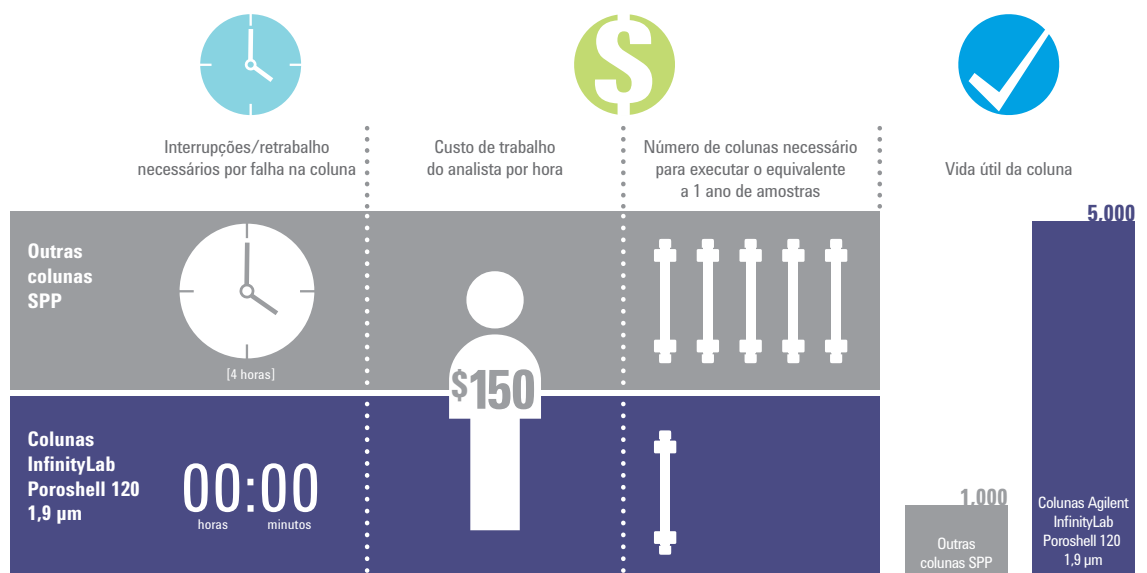 Interrupções/retrabalho
necessários por falha na coluna
Custo de trabalho
do analista por hora
Número de colunas necessário
para executar o equivalente
a 1 ano de amostras
Vida útil da coluna
Outras
colunas
SPP
[4 horas]
$150
Colunas
InfinityLab
Poroshell 120
1,9 µm
00:00
horas minutos
1.000
Outras
colunas SPP
5.000
Colunas Agilent
InfinityLab
Poroshell 120
1,9 µm